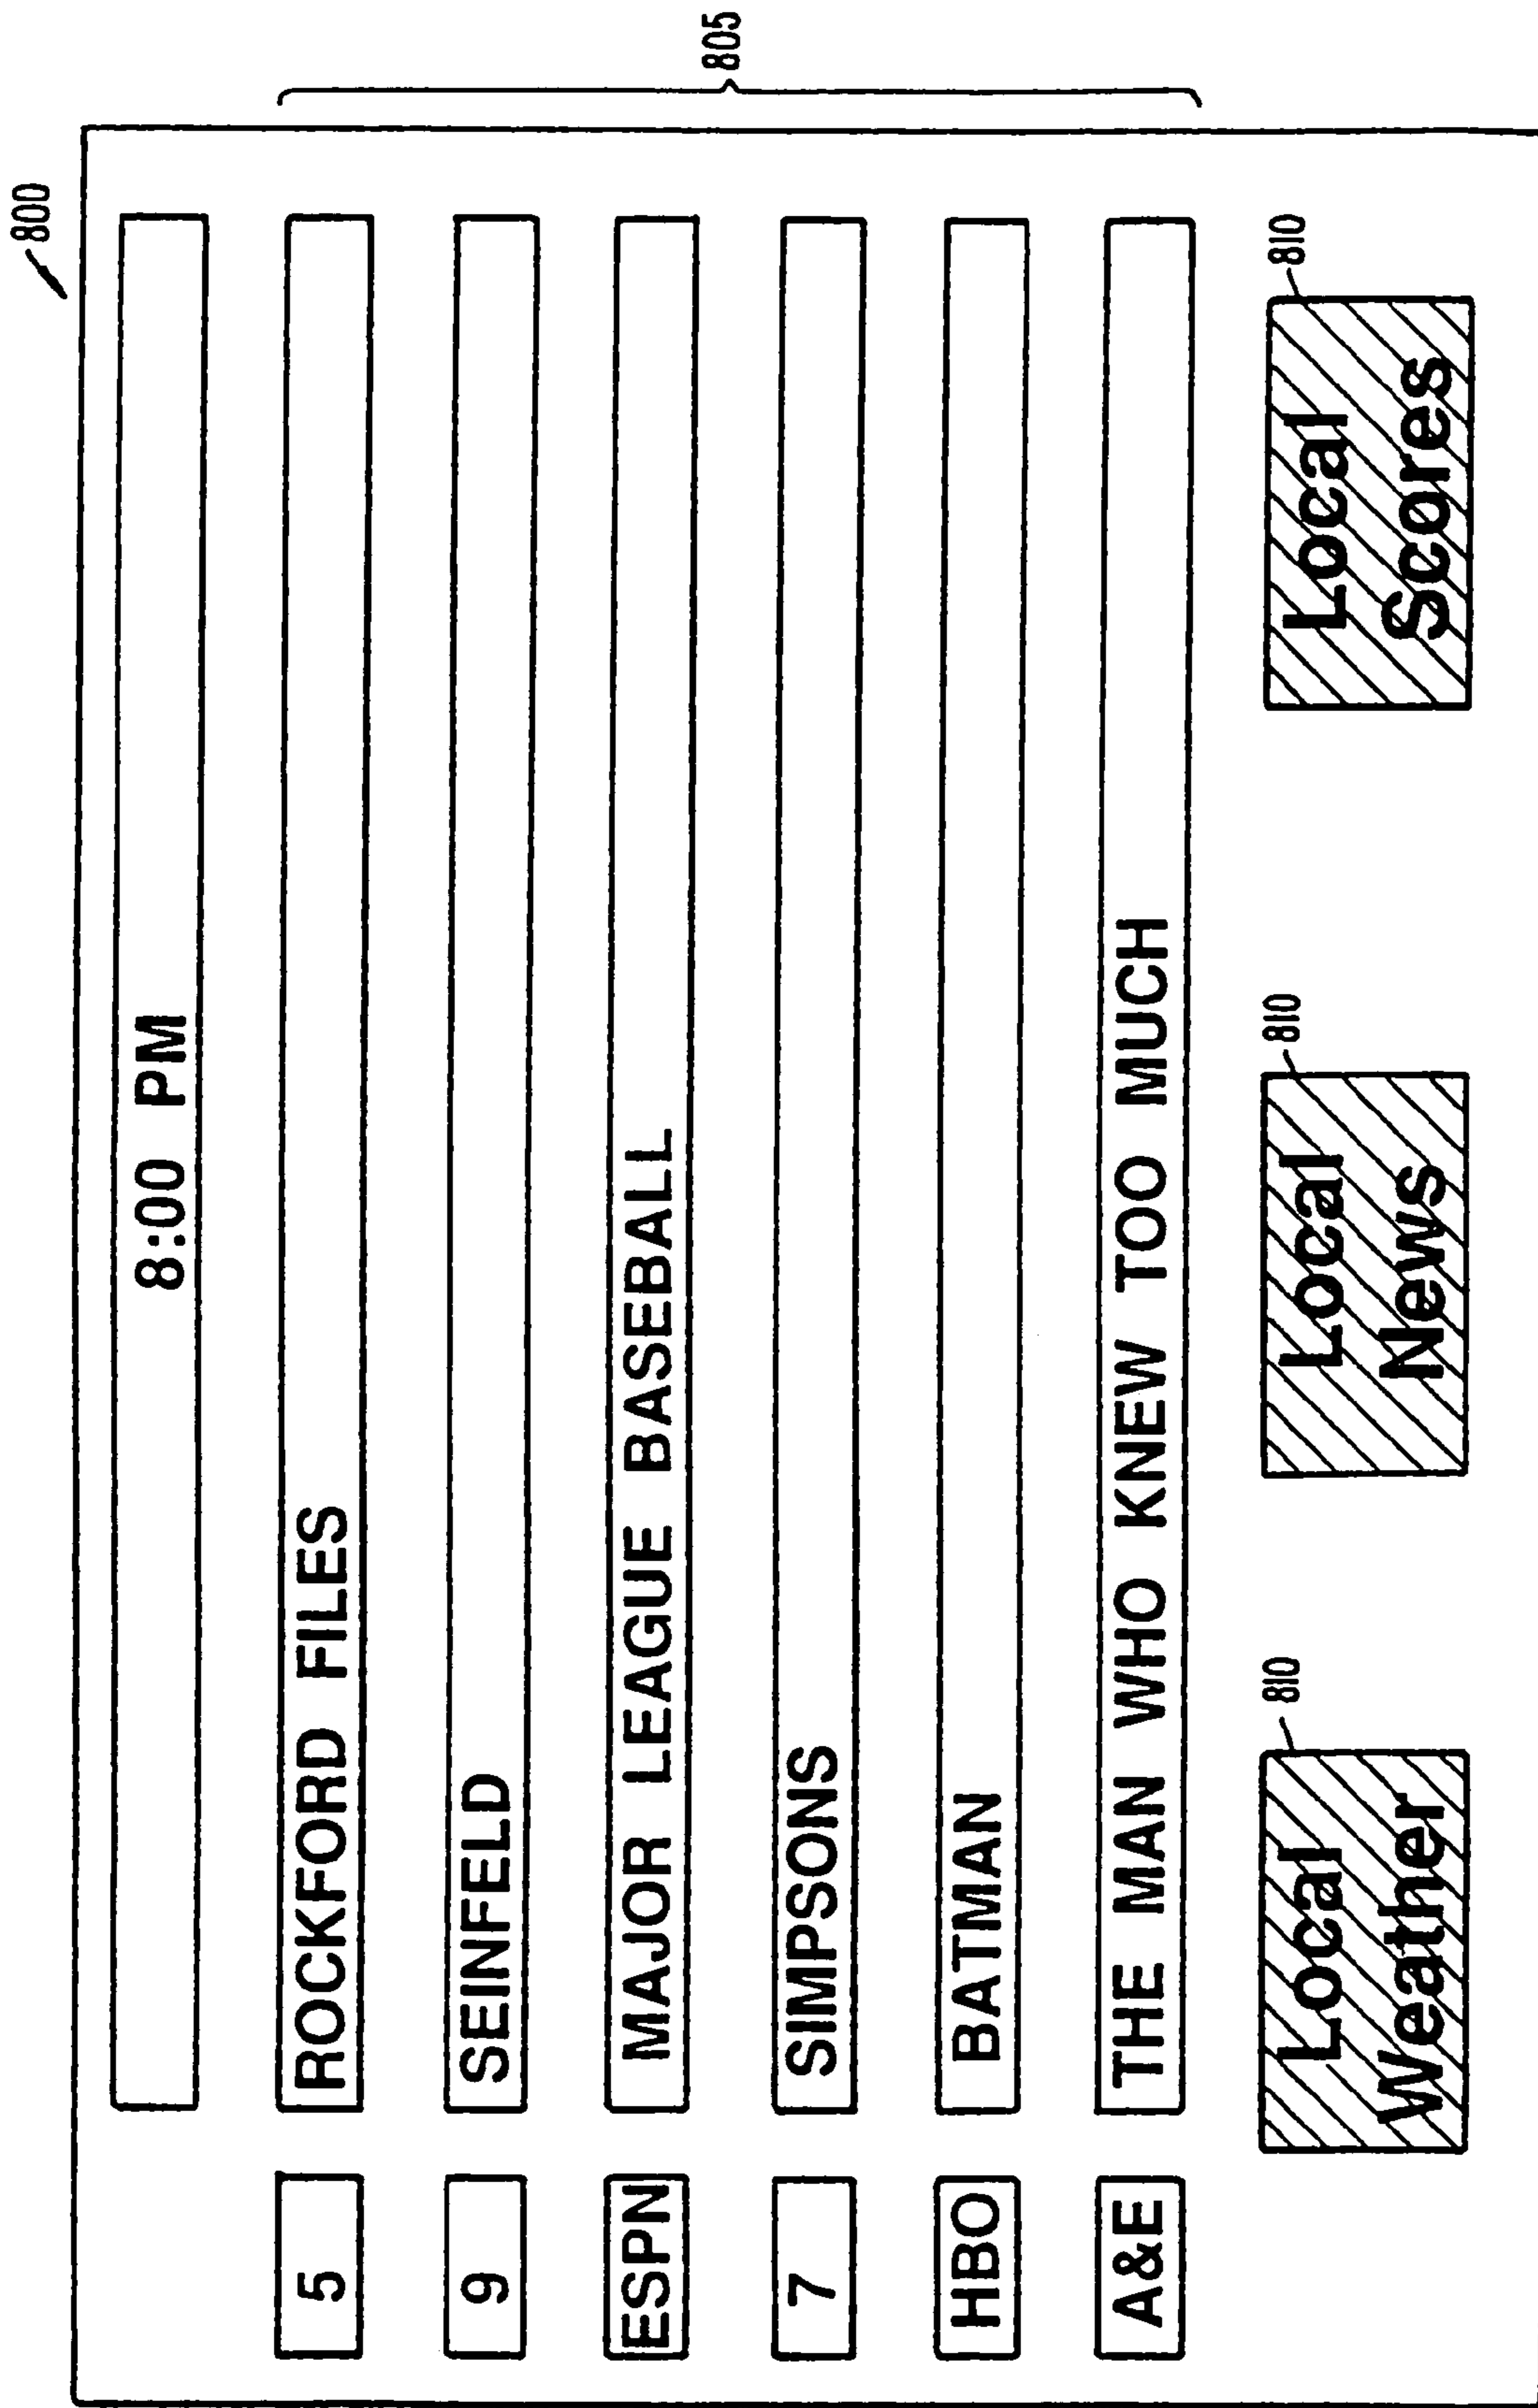 800
8:00 PM
5 ROCKFORD FILES
9 SEINFELD
ESPN MAJOR LEAGUE BASEBALL
7 SIMPSONS
HBO BATMAN
A&E THE MAN WHO KNEW TOO MUCH
805
810
810
810
Local
Weather
Local
News
Local
Scores